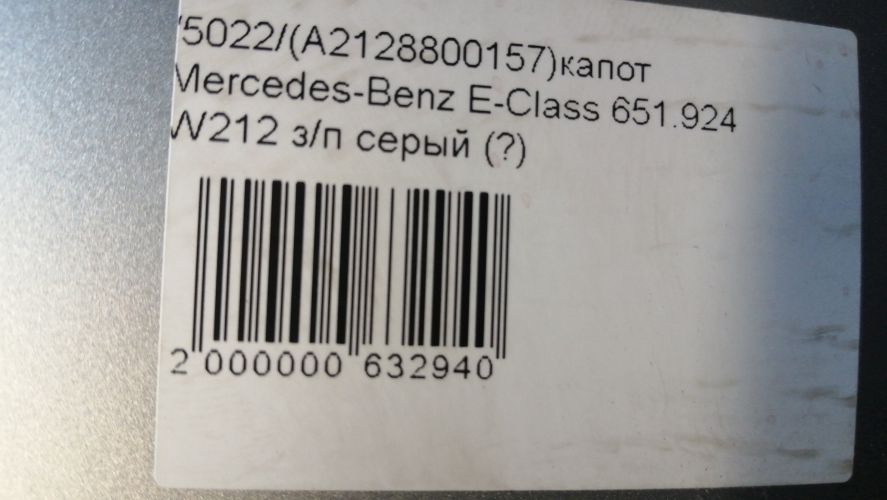 5022/(A2128800157)капот
Mercedes-Benz E-Class 651.924
W212 з/п серый (?)
2 000000 632940